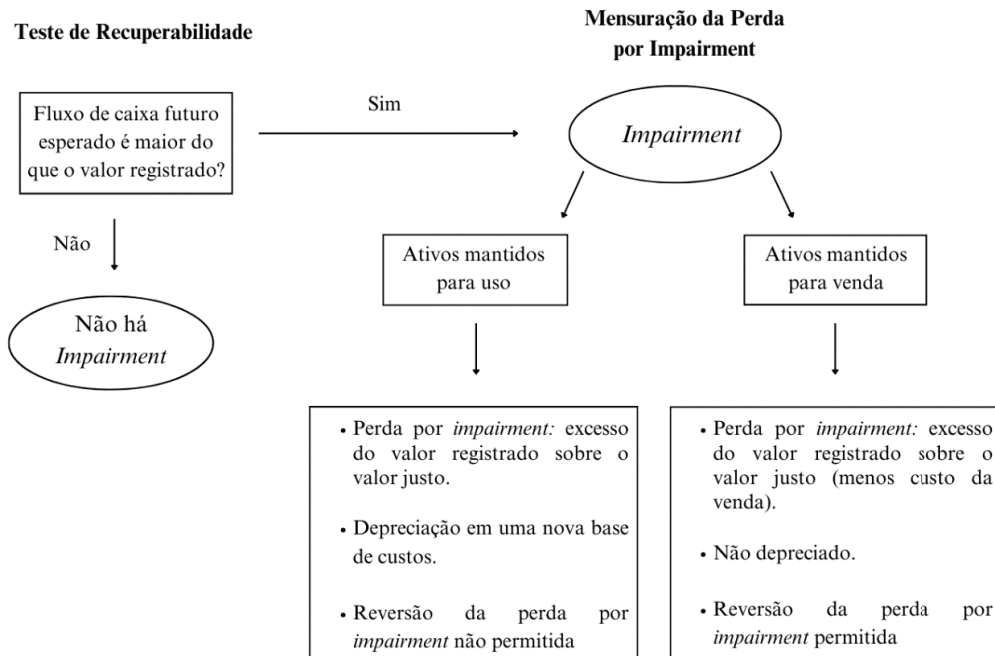 Teste de Recuperabilidade
Mensuração da Perda
por Impairment
Fluxo de caixa futuro
esperado é maior do
que o valor registrado?
Sim
Impairment
Não
Não há
Impairment
Ativos mantidos
para uso
Ativos mantidos
para venda
• Perda por impairment: excesso
do valor registrado sobre o
valor justo.
• Depreciação em uma nova base
de custos.
• Reversão da perda por
impairment não permitida
• Perda por impairment: excesso
do valor registrado sobre o
valor justo (menos custo da
venda).
• Não depreciado.
• Reversão da perda por
impairment permitida